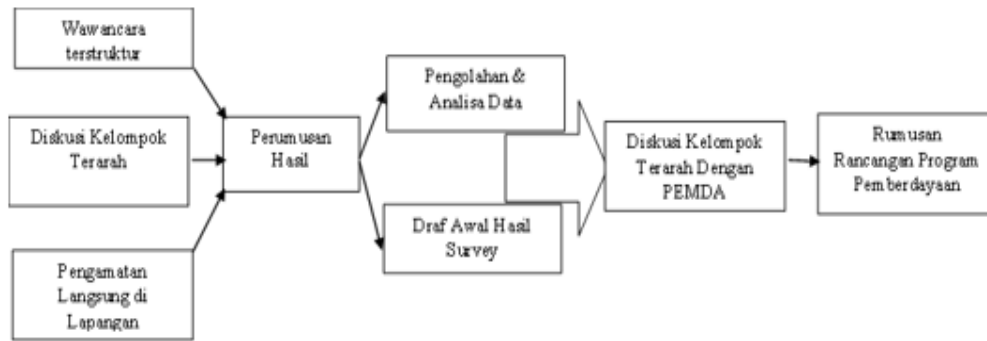 Wawancara
terstruktur
Diskusi Kelompok
Terarah
Pengamatan
Langsung di
Lapangan
Perumusan
Hasil
Pengolahan &
Analisa Data
Draf Awal Hasil
Survey
Diskusi Kelompok
Terarah Dengan
PEMDA
Rumusan
Rancangan Program
Pemberdayaan